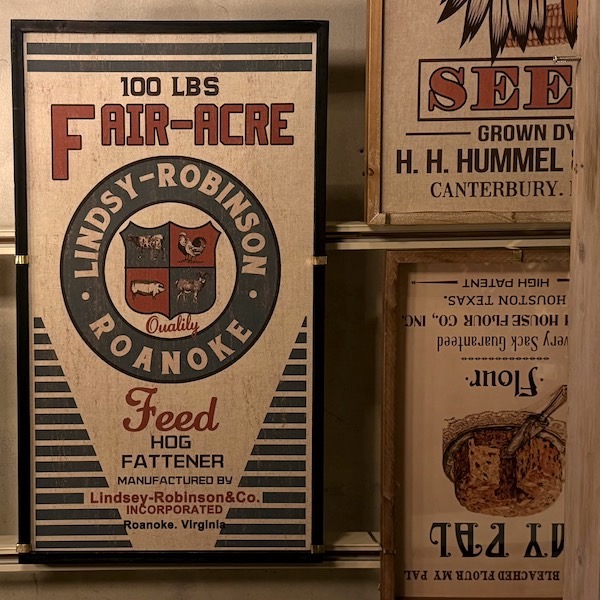 100 LBS
FAIR-ACRE
LINDSY-ROBINSON
Quality
· ROANOKE ·
Feed
HOG
FATTENER
MANUFACTURED BY
Lindsey-Robinson&Co.
INCORPORATED
Roanoke. Virginia
SEE
GROWN
H. H. HUMMEL
CANTERBURY.
BLEACHED FLOUR MY PAL
MY PAL
·Flour·
Sack Guaranteed
HOUSE FLOUR CO., INC.
HOUSTON TEXAS.
HIGH PATENT